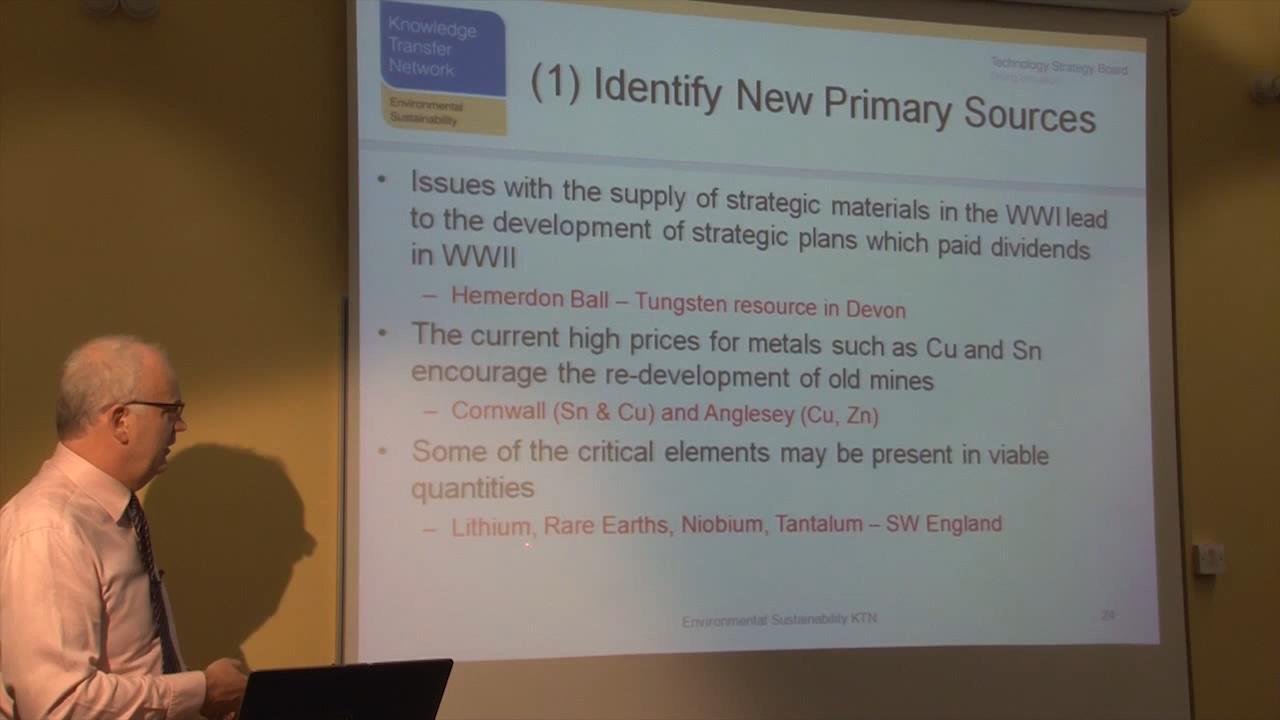 Knowledge
Transfer
Network
Environmental
Sustainability
Technology Strategy Board
(1) Identify New Primary Sources
• Issues with the supply of strategic materials in the WWI lead
to the development of strategic plans which paid dividends
in WWII
– Hemerdon Ball – Tungsten resource in Devon
• The current high prices for metals such as Cu and Sn
encourage the re-development of old mines
– Cornwall (Sn & Cu) and Anglesey (Cu, Zn)
• Some of the critical elements may be present in viable
quantities
– Lithium, Rare Earths, Niobium, Tantalum – SW England
Environmental Sustainability KTN
24